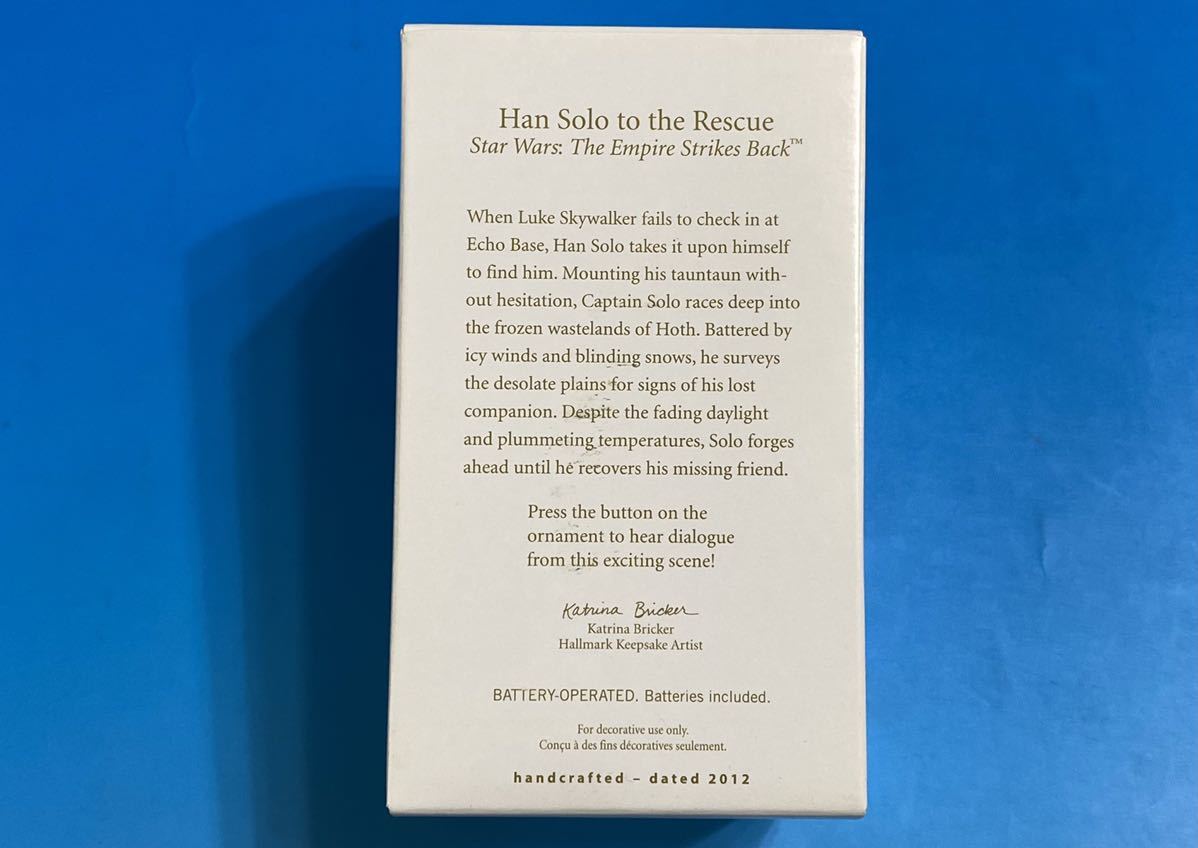 Han Solo to the Rescue
Star Wars: The Empire Strikes Back™
When Luke Skywalker fails to check in at
Echo Base, Han Solo takes it upon himself
to find him. Mounting his tauntaun with-
out hesitation, Captain Solo races deep into
the frozen wastelands of Hoth. Battered by
icy winds and blinding snows, he surveys
the desolate plains for signs of his lost
companion. Despite the fading daylight
and plummeting temperatures, Solo forges
ahead until he recovers his missing friend.
Press the button on the
ornament to hear dialogue
from this exciting scene!
Katrina Bricker
Katrina Bricker
Hallmark Keepsake Artist
BATTERY-OPERATED. Batteries included.
For decorative use only.
Conçu à des fins décoratives seulement.
handcrafted – dated 2012